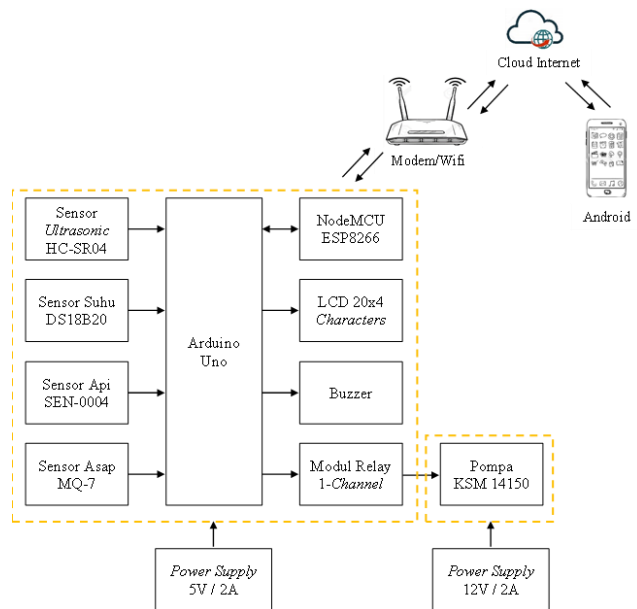 Cloud Internet
Modem/Wifi
Android
Sensor
Ultrasonic
HC-SR04
NodeMCU
ESP8266
Sensor Suhu
DS18B20
LCD 20x4
Characters
Arduino
Uno
Sensor Api
SEN-0004
Buzzer
Sensor Asap
MQ-7
Modul Relay
1-Channel
Pompa
KSM 14150
Power Supply
5V / 2A
Power Supply
12V / 2A